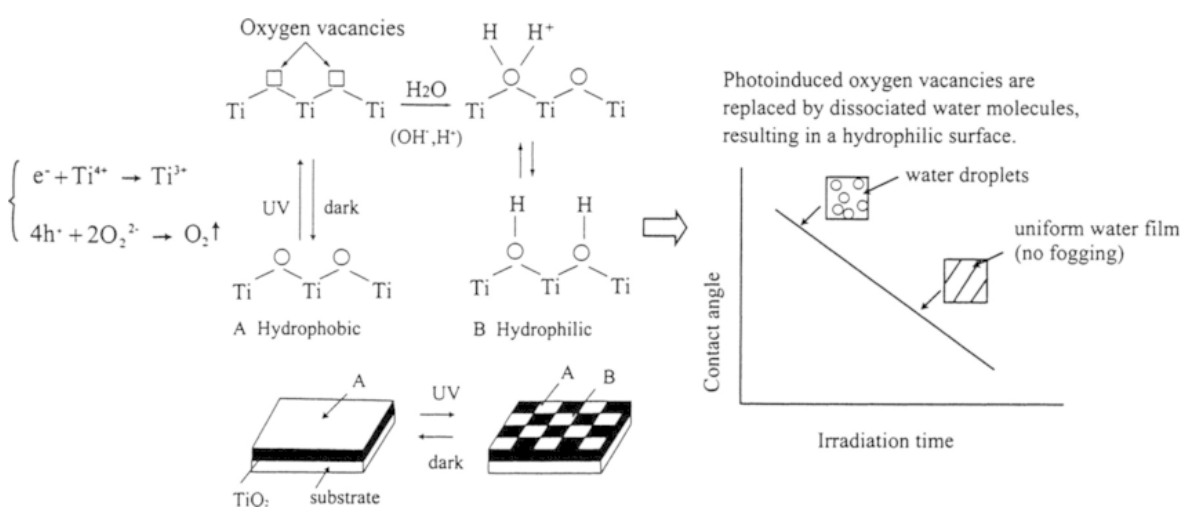 Oxygen vacancies
Ti Ti Ti
H2O
(OH⁻,H⁺)
H H⁺
Ti Ti Ti
e⁻+Ti⁴⁺ → Ti³⁺
4h⁺+2O₂²⁻ → O₂↑
UV dark
H H
Ti Ti Ti
Ti Ti Ti
A Hydrophobic
B Hydrophilic
A
UV
dark
A B
TiO₂
substrate
Photoinduced oxygen vacancies are
replaced by dissociated water molecules,
resulting in a hydrophilic surface.
water droplets
uniform water film
(no fogging)
Contact angle
Irradiation time